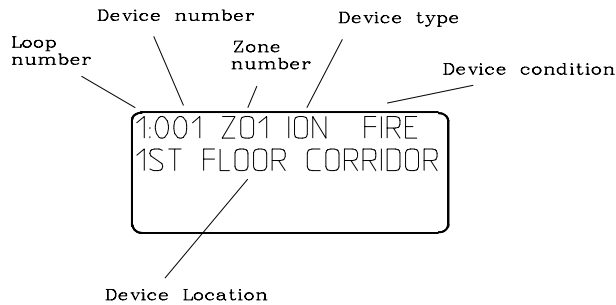 Device number
Device type
Loop
number
Zone
number
Device condition
1:001 Z01 ION FIRE
1ST FLOOR CORRIDOR
Device Location